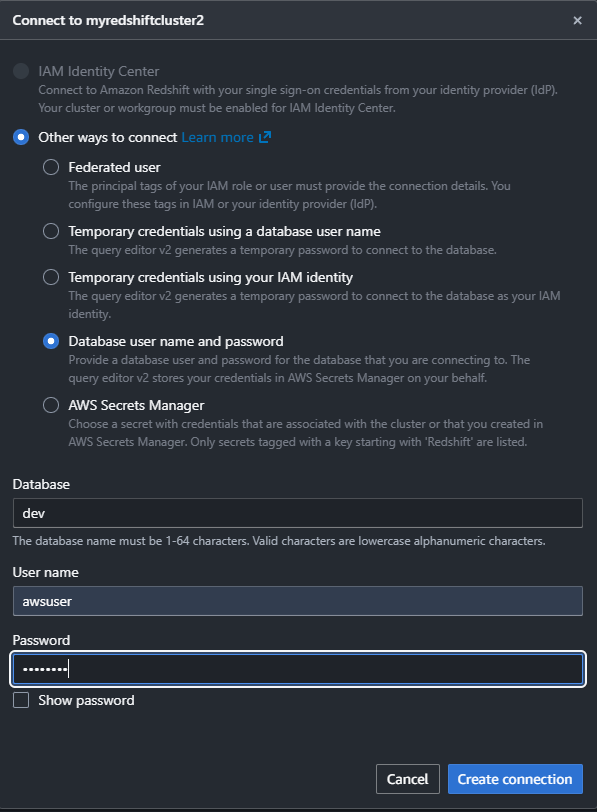 Connect to myredshiftcluster2
IAM Identity Center
Connect to Amazon Redshift with your single sign-on credentials from your identity provider (IdP).
Your cluster or workgroup must be enabled for IAM Identity Center.
Other ways to connect Learn more
Federated user
The principal tags of your IAM role or user must provide the connection details. You
configure these tags in IAM or your identity provider (IdP).
Temporary credentials using a database user name
The query editor v2 generates a temporary password to connect to the database.
Temporary credentials using your IAM identity
The query editor v2 generates a temporary password to connect to the database as your IAM
identity.
Database user name and password
Provide a database user and password for the database that you are connecting to. The
query editor v2 stores your credentials in AWS Secrets Manager on your behalf.
AWS Secrets Manager
Choose a secret with credentials that are associated with the cluster or that you created in
AWS Secrets Manager. Only secrets tagged with a key starting with 'Redshift' are listed.
Database
dev
The database name must be 1-64 characters. Valid characters are lowercase alphanumeric characters.
User name
awsuser
Password
••••••••
Show password
Cancel
Create connection